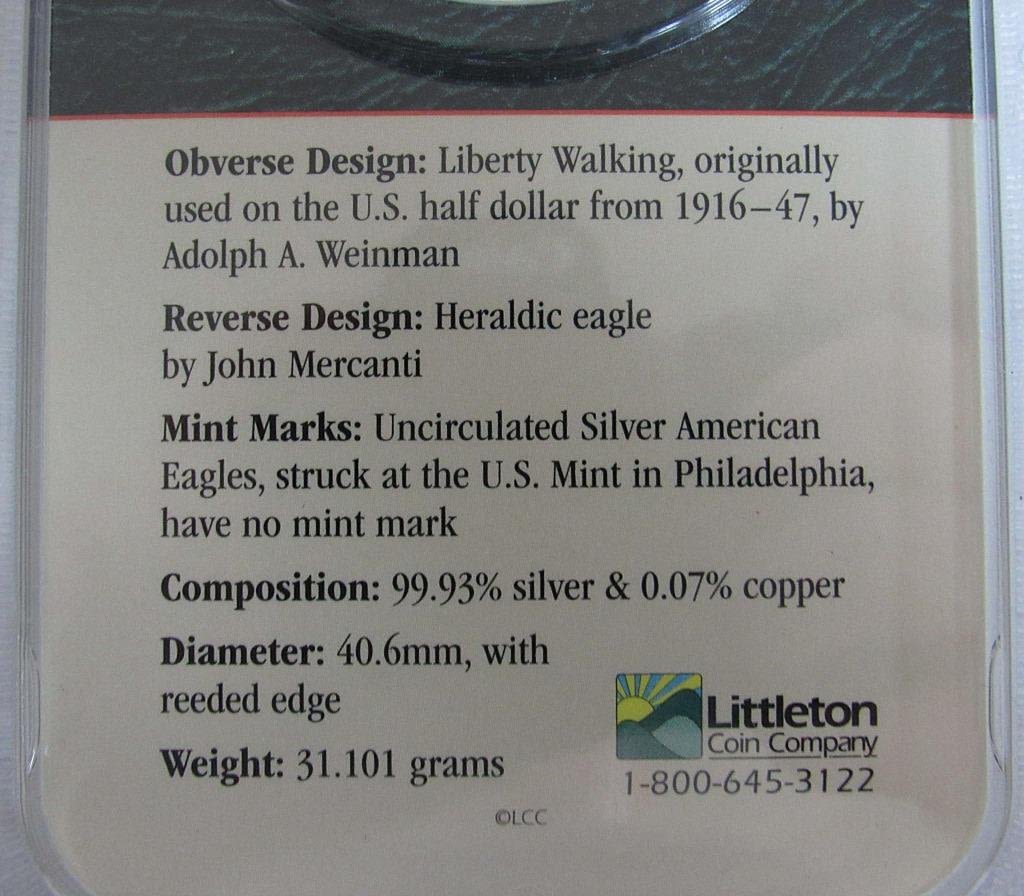 Obverse Design: Liberty Walking, originally
used on the U.S. half dollar from 1916–47, by
Adolph A. Weinman
Reverse Design: Heraldic eagle
by John Mercanti
Mint Marks: Uncirculated Silver American
Eagles, struck at the U.S. Mint in Philadelphia,
have no mint mark
Composition: 99.93% silver & 0.07% copper
Diameter: 40.6mm, with
reeded edge
Weight: 31.101 grams
Littleton
Coin Company
1-800-645-3122
©LCC